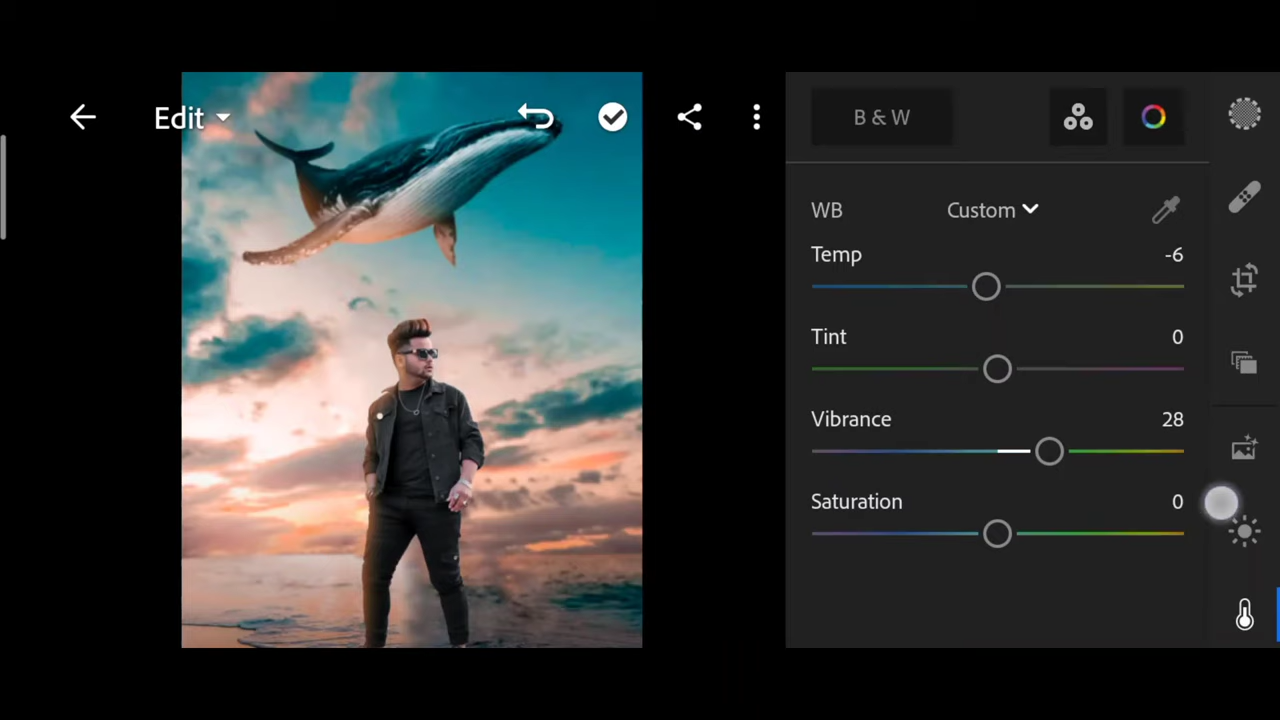 Edit
B & W
WB Custom
Temp -6
Tint 0
Vibrance 28
Saturation 0